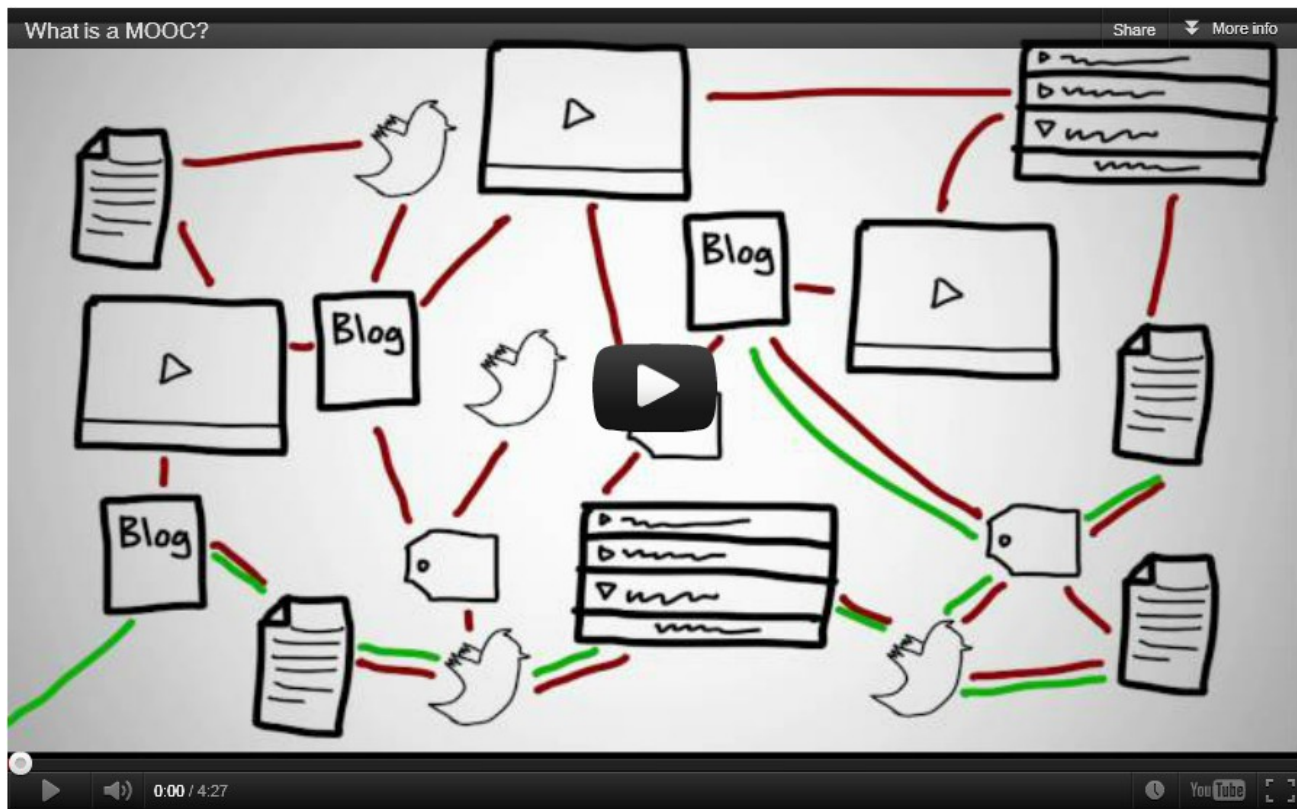 What is a MOOC?
Share
More info
Blog
Blog
Blog
0:00 / 4:27
YouTube